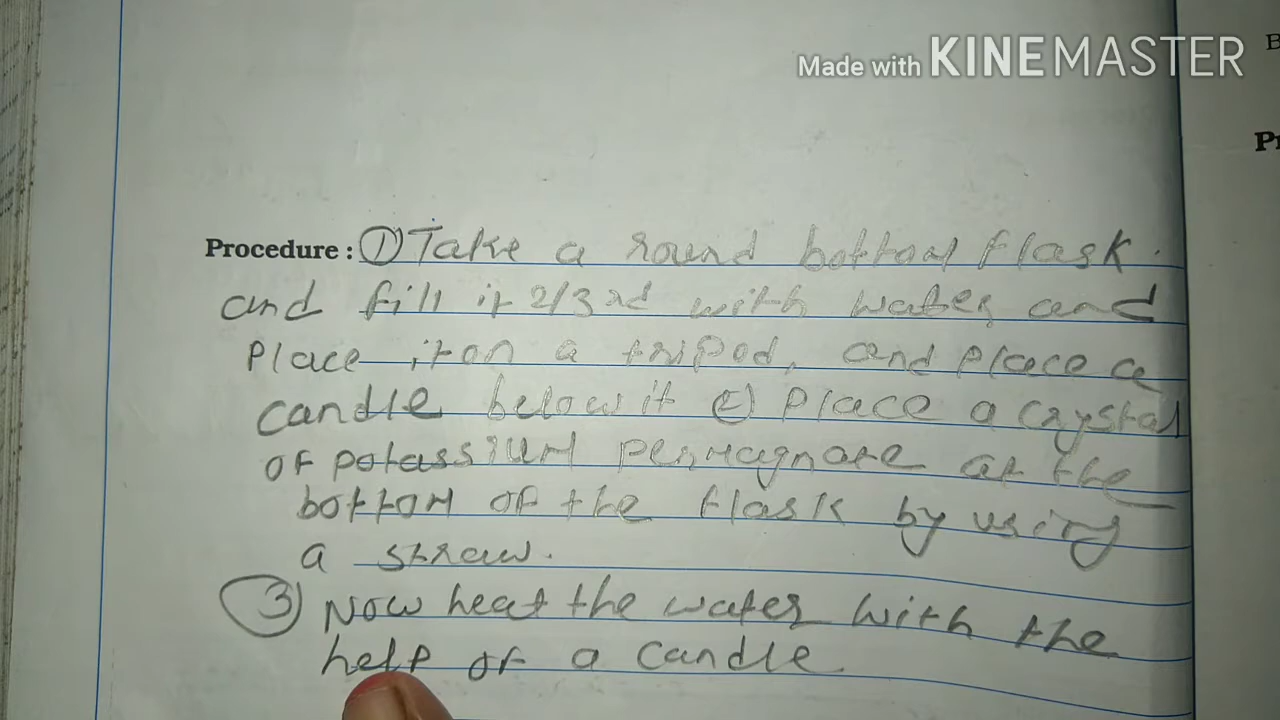 Made with KINEMASTER
B
Pr
Procedure : ① Take a round bottom flask.
and fill it 2/3rd with water and
Place it on a tripod, and place a
candle below it ② Place a crystal
of potassium permagnate at the
bottom of the flask by using
a straw.
③ Now heat the water with the
help of a candle.